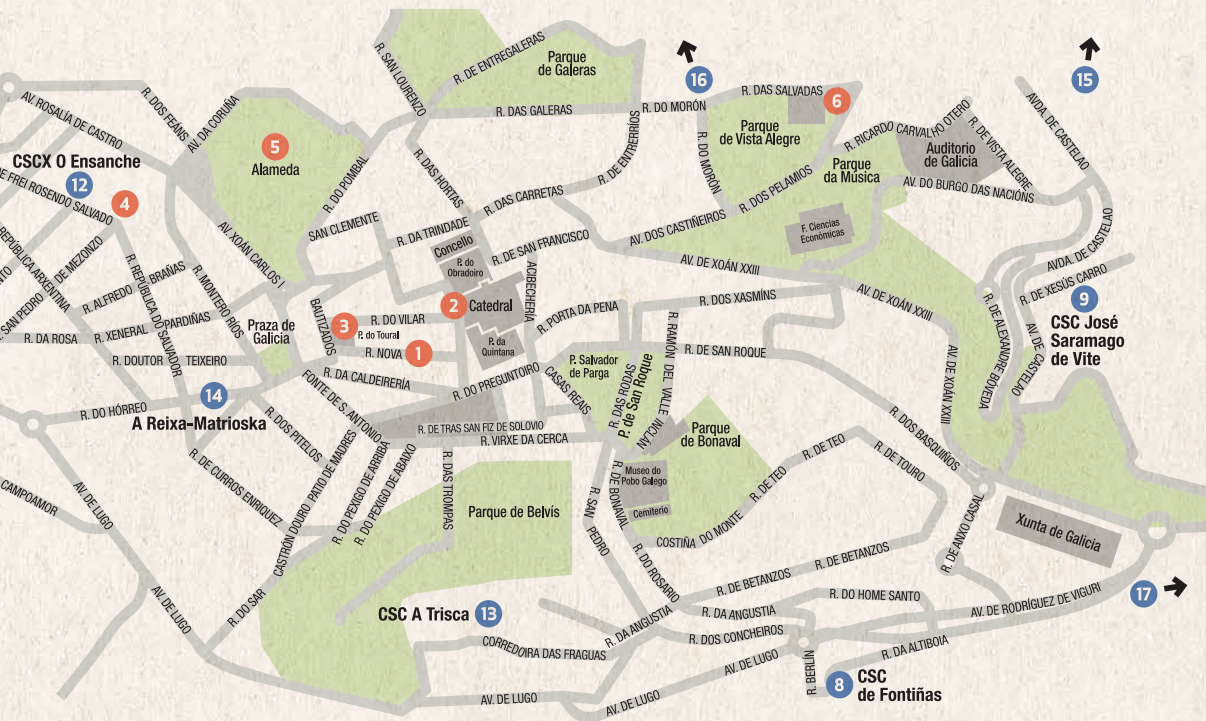 R. SAN LOURENZO
R. DE ENTREGALERAS
Parque
de Galeras
R. DAS GALERAS
16
15
R. DO MORÓN
R. DAS SALVADAS
6
Parque
de Vista Alegre
R. DO MORÓN
R. DOS PELAMIOS
R. RICARDO CARVALHO OTERO
Parque
da Música
Auditorio
de Galicia
R. DE VISTA ALEGRE
AVDA. DE CASTELAO
AV. DO BURGO DAS NACIÓNS
AV. ROSALÍA DE CASTRO
R. DOS FEÁNS
AV. DA CORUÑA
5
Alameda
R. DO POMBAL
R. DAS HORTAS
R. DE ENTRERRÍOS
R. DAS CARRETAS
CSCX O Ensanche
12
DE FREI ROSENDO SALVADO
4
SAN CLEMENTE
R. DA TRINDADE
Concello
P. do
Obradoiro
R. DE SAN FRANCISCO
ACIBECHERÍA
AV. DOS CASTIÑEIROS
F. Ciencias
Económicas
AV. DE XOÁN XXIII
AV. DE XOÁN XXIII
AV. DE XOÁN XXIII
AVDA. DE CASTELAO
R. DE XESÚS CARRO
9
CSC José
Saramago
de Vite
R. DE ALEXANDRE BOVEDA
AV. DE CASTELAO
AV. XOÁN CARLOS I.
REPÚBLICA ARXENTINA
DE MEZONZO
SAN PEDRO
NTO
R. ALFREDO BRAÑAS
R. REPÚBLICA DO SALVADOR
R. MONTERO RÍOS
R. DA ROSA
R. XENERAL PARDIÑAS
R. DOUTOR TEIXEIRO
Praza de
Galicia
BAUTIZADOS
3
P. do Toural
R. DO VILAR
2
Catedral
R. NOVA
1
P. da
Quintana
R. PORTA DA PENA
R. DOS XASMÍNS
R. DE SAN ROQUE
R. DA CALDEIRERÍA
R. DO PREGUNTOIRO
CASAS REAIS
P. Salvador
de Parga
R. DAS RODAS
P. de San Roque
R. RAMÓN DEL VALLE INCLÁN
Parque
de Bonaval
R. DOS BASQUIÑOS
14
A Reixa-Matrioska
R. DO HÓRREO
FONTE DE S. ANTONIO
R. DOS PITELOS
R. DE CURROS ENRIQUEZ
R. DE TRAS SAN FIZ DE SOLOVIO
R. VIRXE DA CERCA
PATIO DE MADRES
CASTRÓN DOURO
R. DO PEXIGO DE ARRIBA
R. DO PEXIGO DE ABAIXO
R. DAS TROMPAS
Parque de Belvís
Museo do
Pobo Galego
Cemiterio
R. DE BONAVAL
R. SAN PEDRO
COSTIÑA DO MONTE
R. DE TEO
R. DE TEO
R. DE TOURO
R. DE ANXO CASAL
Xunta de Galicia
CAMPOAMOR
AV. DE LUGO
AV. DE LUGO
R. DO SAR
CSC A Trisca
13
R. DO ROSARIO
R. DE BETANZOS
R. DE BETANZOS
R. DA ANGUSTIA
R. DA ANGUSTIA
R. DO HOME SANTO
AV. DE RODRÍGUEZ DE VIGURI
17
CORREDOIRA DAS FRAGUAS
R. DOS CONCHEIROS
R. DA ALTIBOIA
AV. DE LUGO
AV. DE LUGO
AV. DE LUGO
R. BERLÍN
8
CSC
de Fontiñas